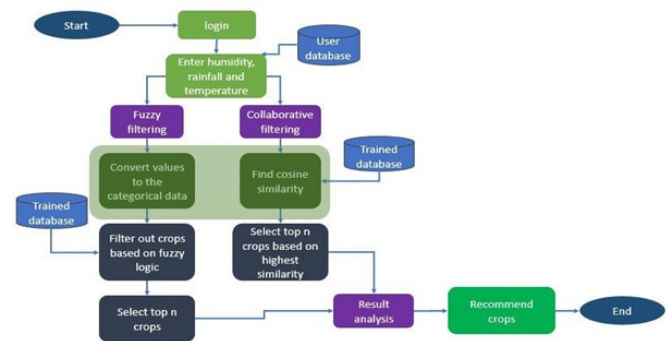 Start
login
User
database
Enter humidity,
rainfall and
temperature
Fuzzy
filtering
Collaborative
filtering
Trained
database
Convert values
to the
categorical data
Find cosine
similarity
Trained
database
Filter out crops
based on fuzzy
logic
Select top n
crops based on
highest
similarity
Select top n
crops
Result
analysis
Recommend
crops
End